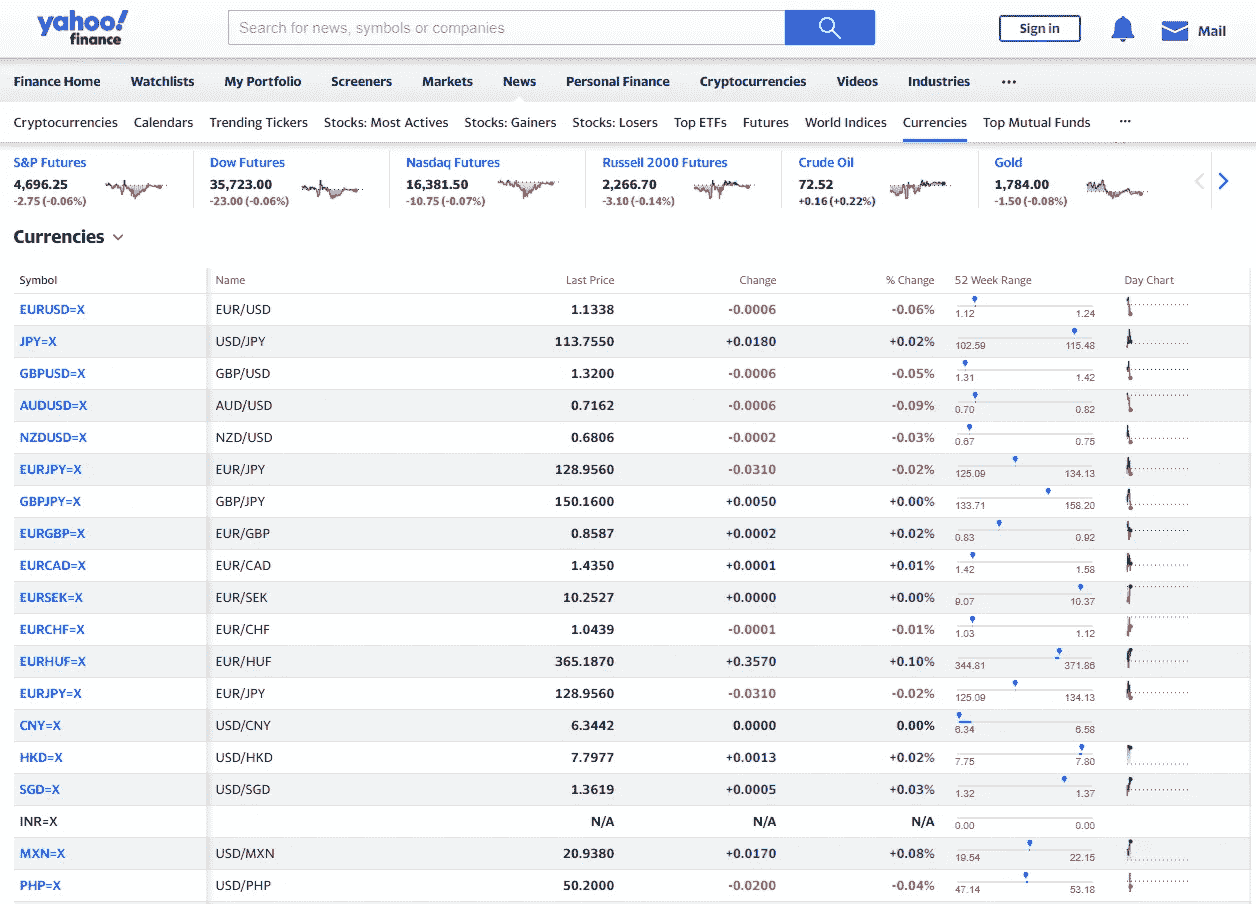 yahoo!
finance
Search for news, symbols or companies
Sign in
Mail
Finance Home Watchlists My Portfolio Screeners Markets News Personal Finance Cryptocurrencies Videos Industries ...
Cryptocurrencies Calendars Trending Tickers Stocks: Most Actives Stocks: Gainers Stocks: Losers Top ETFs Futures World Indices Currencies Top Mutual Funds ...
S&P Futures Dow Futures Nasdaq Futures Russell 2000 Futures Crude Oil Gold
4,696.25 35,723.00 16,381.50 2,266.70 72.52 1,784.00
-2.75 (-0.06%) -23.00 (-0.06%) -10.75 (-0.07%) -3.10 (-0.14%) +0.16 (+0.22%) -1.50 (-0.08%)
Currencies
Symbol Name Last Price Change % Change 52 Week Range Day Chart
EURUSD=X EUR/USD 1.1338 -0.0006 -0.06% 1.12 1.24
JPY=X USD/JPY 113.7550 +0.0180 +0.02% 102.59 115.48
GBPUSD=X GBP/USD 1.3200 -0.0006 -0.05% 1.31 1.42
AUDUSD=X AUD/USD 0.7162 -0.0006 -0.09% 0.70 0.82
NZDUSD=X NZD/USD 0.6806 -0.0002 -0.03% 0.67 0.75
EURJPY=X EUR/JPY 128.9560 -0.0310 -0.02% 125.09 134.13
GBPJPY=X GBP/JPY 150.1600 +0.0050 +0.00% 133.71 158.20
EURGBP=X EUR/GBP 0.8587 +0.0002 +0.02% 0.83 0.92
EURCAD=X EUR/CAD 1.4350 +0.0001 +0.01% 1.42 1.58
EURSEK=X EUR/SEK 10.2527 +0.0000 +0.00% 9.07 10.37
EURCHF=X EUR/CHF 1.0439 -0.0001 -0.01% 1.03 1.12
EURHUF=X EUR/HUF 365.1870 +0.3570 +0.10% 344.81 371.86
EURJPY=X EUR/JPY 128.9560 -0.0310 -0.02% 125.09 134.13
CNY=X USD/CNY 6.3442 0.0000 0.00% 6.34 6.58
HKD=X USD/HKD 7.7977 +0.0013 +0.02% 7.75 7.80
SGD=X USD/SGD 1.3619 +0.0005 +0.03% 1.32 1.37
INR=X N/A N/A N/A 0.00 0.00
MXN=X USD/MXN 20.9380 +0.0170 +0.08% 19.54 22.15
PHP=X USD/PHP 50.2000 -0.0200 -0.04% 47.14 53.18